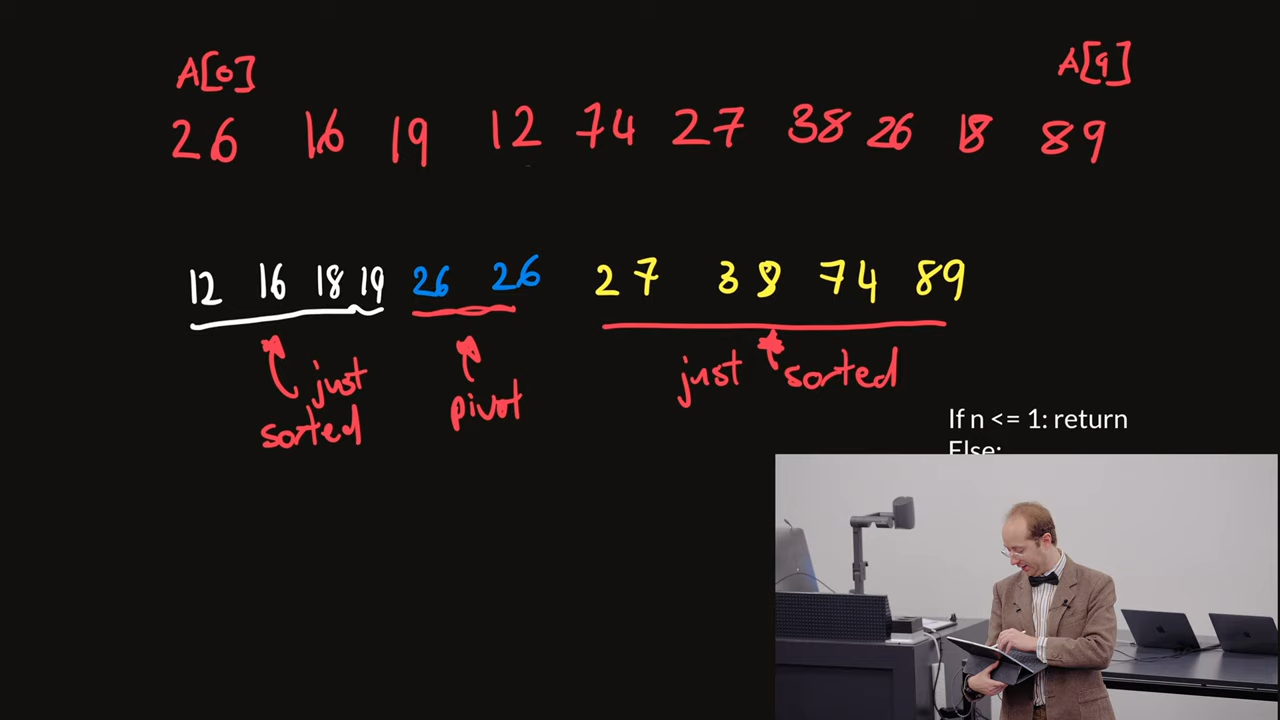 A[0] A[9]
26 16 19 12 74 27 38 26 18 89
12 16 18 19 26 26 27 38 74 89
just
sorted
pivot
just sorted
If n <= 1: return
Else: